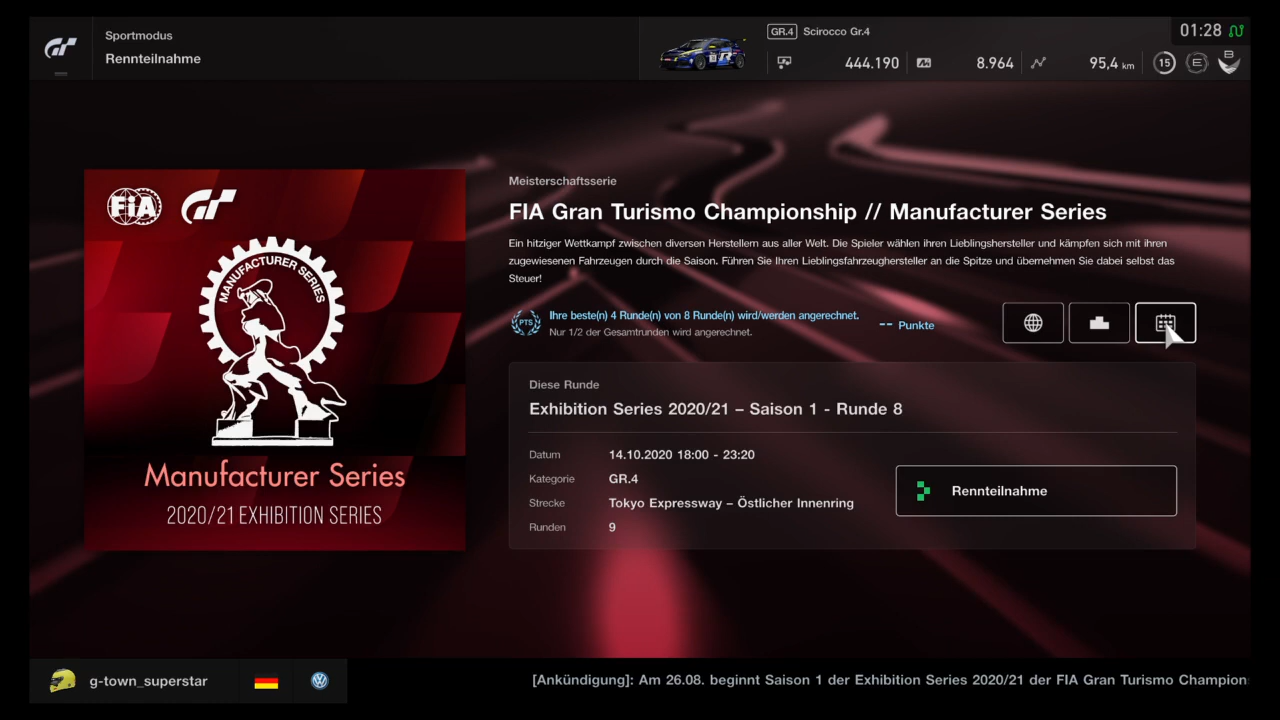 Sportmodus
Rennteilnahme
GR.4 Scirocco Gr.4
444.190
8.964
95,4 km
15
E
B
01:28
FIA GT
MANUFACTURER SERIES
Manufacturer Series
2020/21 EXHIBITION SERIES
Meisterschaftsserie
FIA Gran Turismo Championship // Manufacturer Series
Ein hitziger Wettkampf zwischen diversen Herstellern aus aller Welt. Die Spieler wählen ihren Lieblingshersteller und kämpfen sich mit ihren
zugewiesenen Fahrzeugen durch die Saison. Führen Sie Ihren Lieblingsfahrzeughersteller an die Spitze und übernehmen Sie dabei selbst das
Steuer!
PTS
Ihre beste(n) 4 Runde(n) von 8 Runde(n) wird/werden angerechnet.
Nur 1/2 der Gesamtrunden wird angerechnet.
-- Punkte
Diese Runde
Exhibition Series 2020/21 – Saison 1 - Runde 8
Datum 14.10.2020 18:00 - 23:20
Kategorie GR.4
Strecke Tokyo Expressway – Östlicher Innenring
Runden 9
Rennteilnahme
g-town_superstar
[Ankündigung]: Am 26.08. beginnt Saison 1 der Exhibition Series 2020/21 der FIA Gran Turismo Champion